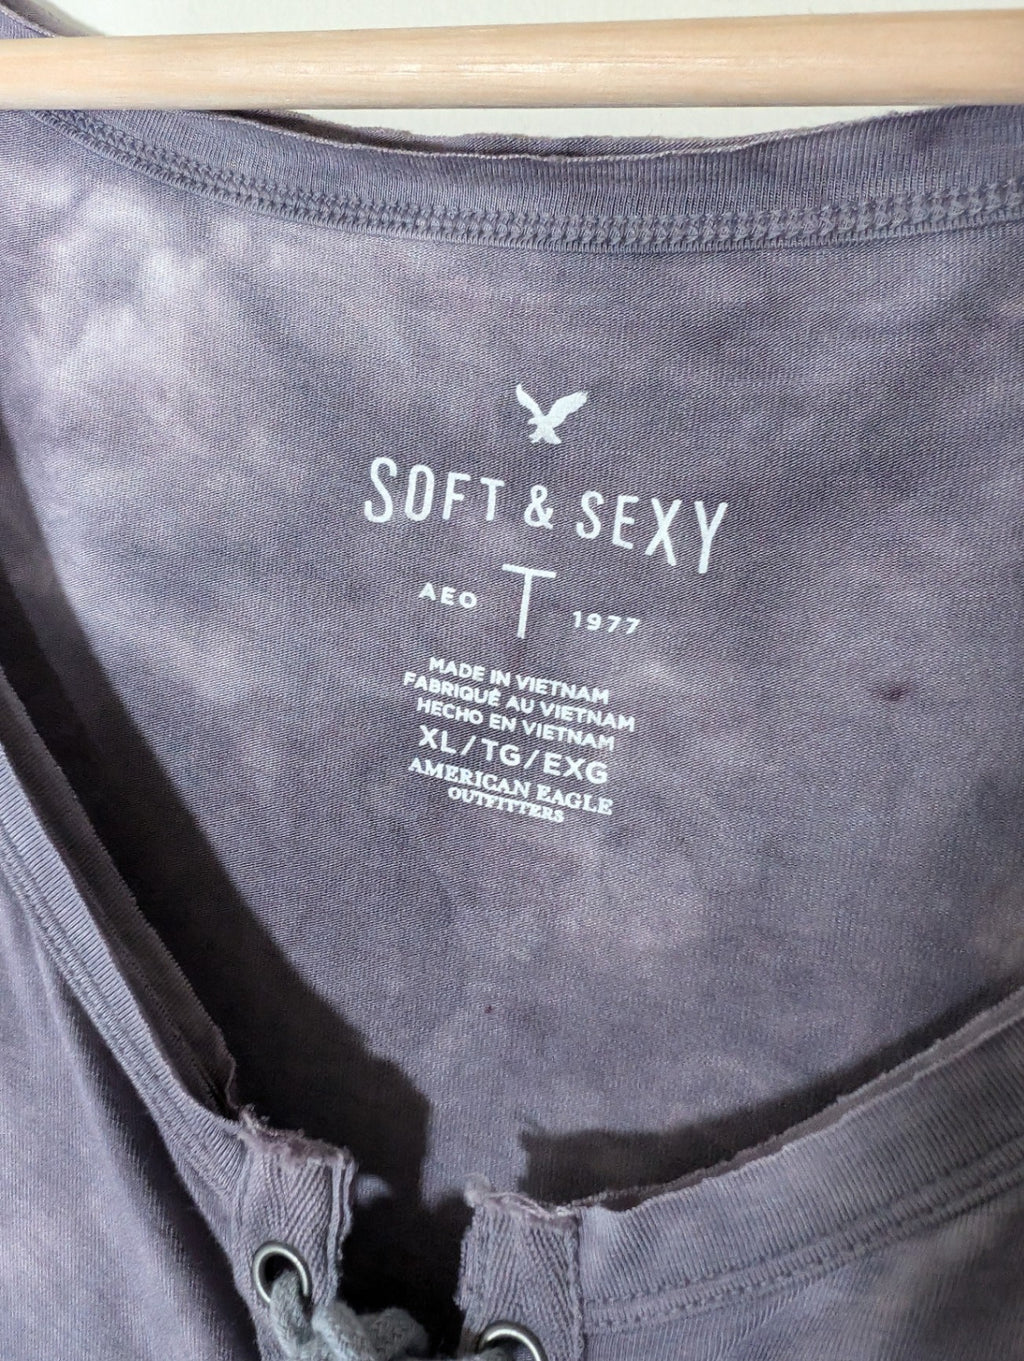 SOFT & SEXY
AEO T 1977
MADE IN VIETNAM
FABRIQUÉ AU VIETNAM
HECHO EN VIETNAM
XL/TG/EXG
AMERICAN EAGLE
OUTFITTERS